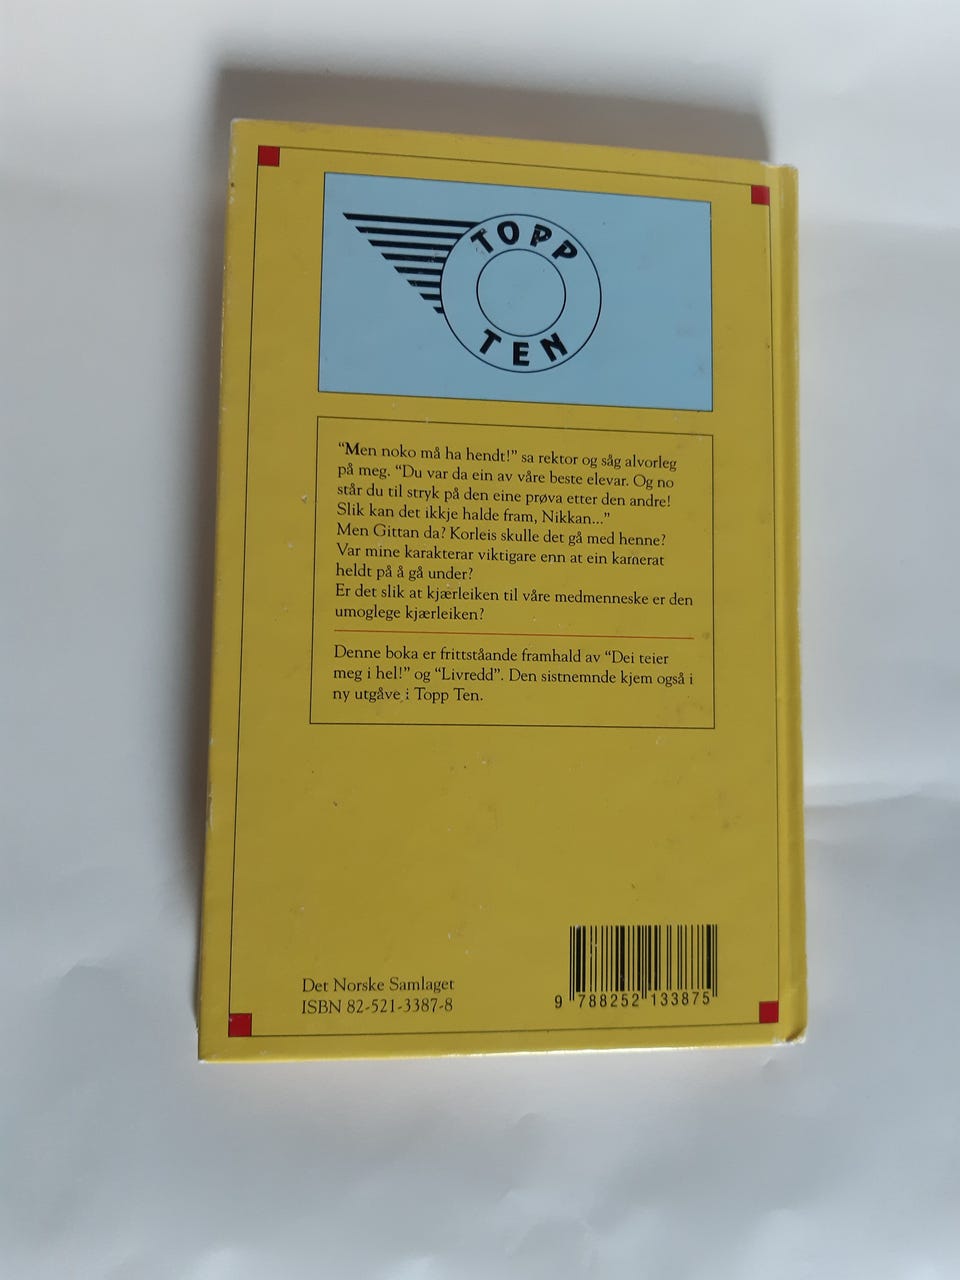 TOPP
TEN
“Men noko må ha hendt!” sa rektor og såg alvorleg
på meg. “Du var da ein av våre beste elevar. Og no
står du til stryk på den eine prøva etter den andre!
Slik kan det ikkje halde fram, Nikkan...”
Men Gittan da? Korleis skulle det gå med henne?
Var mine karakterar viktigare enn at ein kamerat
heldt på å gå under?
Er det slik at kjærleiken til våre medmenneske er den
umoglege kjærleiken?
Denne boka er frittståande framhald av “Dei teier
meg i hel!” og “Livredd”. Den sistnemnde kjem også i
ny utgåve i Topp Ten.
Det Norske Samlaget
ISBN 82-521-3387-8
9 788252 133875